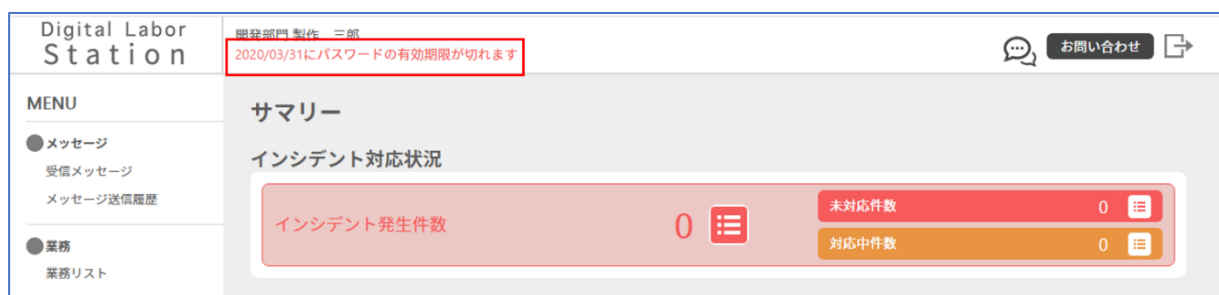 Digital Labor
Station
開発部門 製作　三郎
2020/03/31にパスワードの有効期限が切れます
お問い合わせ
MENU
メッセージ
受信メッセージ
メッセージ送信履歴
業務
業務リスト
サマリー
インシデント対応状況
インシデント発生件数 0
未対応件数 0
対応中件数 0